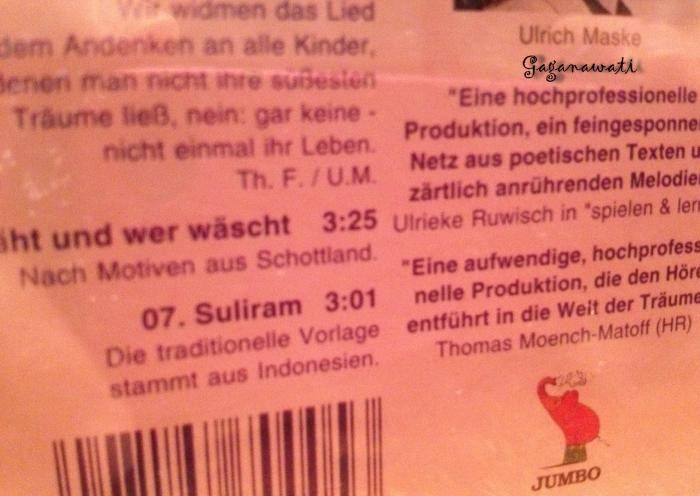 Wir widmen das Lied
dem Andenken an alle Kinder,
denen man nicht ihre süßesten
Träume ließ, nein: gar keine -
nicht einmal ihr Leben.
Th. F. / U.M.
äht und wer wäscht 3:25
Nach Motiven aus Schottland.
07. Suliram 3:01
Die traditionelle Vorlage
stammt aus Indonesien.
Ulrich Maske
Gaganawati
"Eine hochprofessionelle
Produktion, ein feingesponne
Netz aus poetischen Texten u
zärtlich anrührenden Melodie
Ulrieke Ruwisch in "spielen & ler
"Eine aufwendige, hochprofess
nelle Produktion, die den Höre
entführt in die Welt der Träume
Thomas Moench-Matoff (HR)
JUMBO